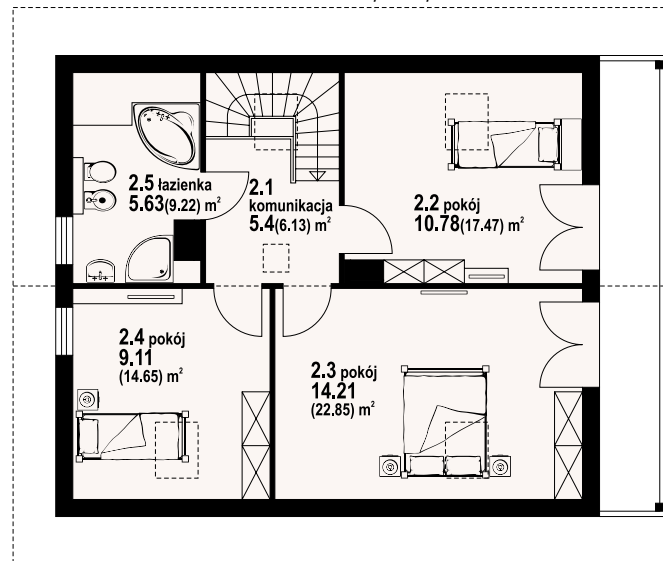 2.5 łazienka
5.63(9.22) m²
2.1
komunikacja
5.4(6.13) m²
2.2 pokój
10.78(17.47) m²
2.4 pokój
9.11
(14.65) m²
2.3 pokój
14.21
(22.85) m²